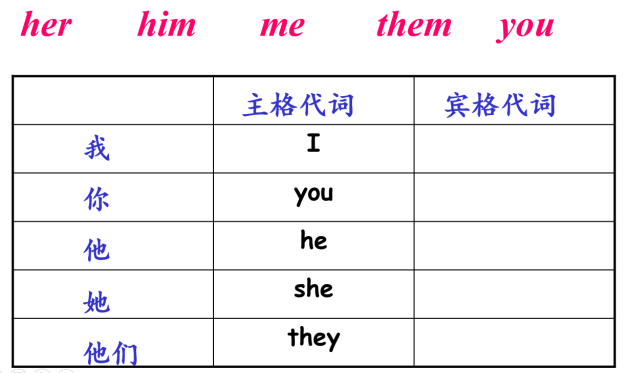 her him me them you
主格代词 宾格代词
我 I
你 you
他 he
她 she
他们 they